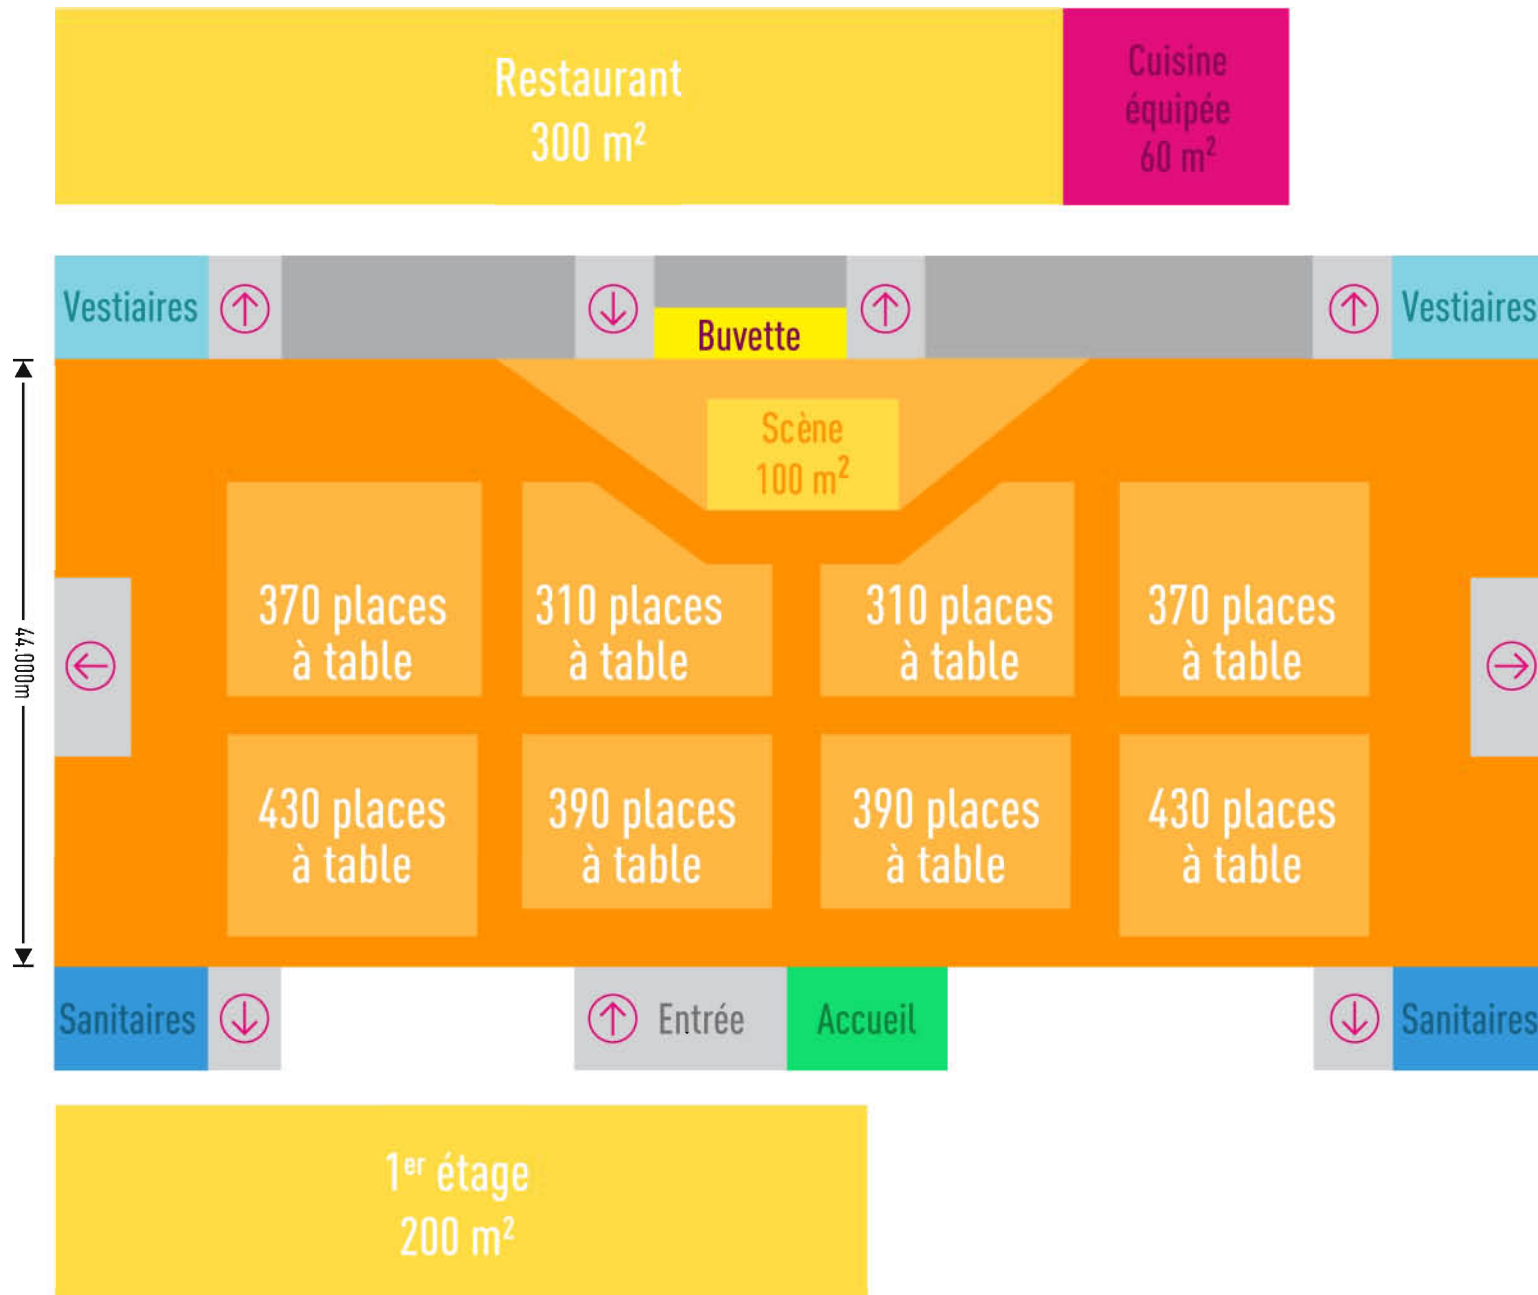 Restaurant
300 m²
Cuisine
équipée
60 m²
Vestiaires
Buvette
Vestiaires
Scène
100 m²
44.000m
370 places
à table
310 places
à table
310 places
à table
370 places
à table
430 places
à table
390 places
à table
390 places
à table
430 places
à table
Sanitaires
Entrée
Accueil
Sanitaires
1er étage
200 m²